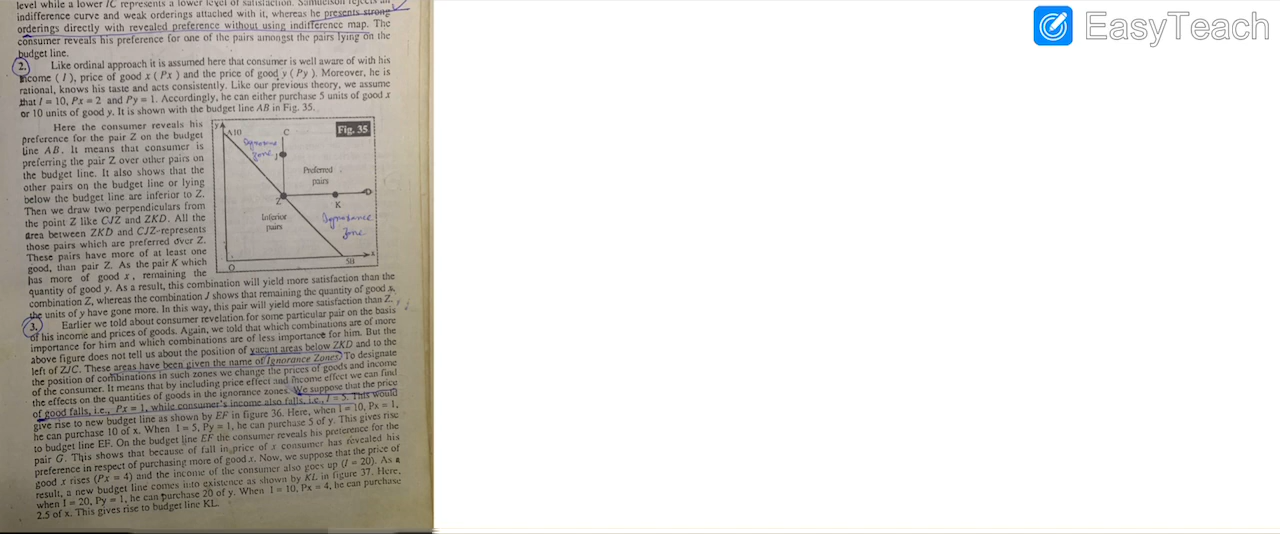 level while a lower IC represents a lower level of satisfaction. Samuelson rejects an
indifference curve and weak orderings attached with it, whereas he presents strong
orderings directly with revealed preference without using indifference map. The
consumer reveals his preference for one of the pairs amongst the pairs lying on the
budget line.
2. Like ordinal approach it is assumed here that consumer is well aware of with his
income ( I ), price of good x ( Px ) and the price of good y ( Py ). Moreover, he is
rational, knows his taste and acts consistently. Like our previous theory, we assume
that I = 10, Px = 2 and Py = 1. Accordingly, he can either purchase 5 units of good x
or 10 units of good y. It is shown with the budget line AB in Fig. 35.
Here the consumer reveals his
preference for the pair Z on the budget
line AB. It means that consumer is
preferring the pair Z over other pairs on
the budget line. It also shows that the
other pairs on the budget line or lying
below the budget line are inferior to Z.
Then we draw two perpendiculars from
the point Z like CJZ and ZKD. All the
area between ZKD and CJZ represents
those pairs which are preferred over Z.
These pairs have more of at least one
good, than pair Z. As the pair K which
has more of good x, remaining the
y
A10
C
Fig. 35
Ignorance
Zone
J
Preferred
pairs
Z
K
D
Inferior
pairs
Ignorance
Zone
5B
x
O
quantity of good y. As a result, this combination will yield more satisfaction than the
combination Z, whereas the combination J shows that remaining the quantity of good x,
the units of y have gone more. In this way, this pair will yield more satisfaction than Z.
3. Earlier we told about consumer revelation for some particular pair on the basis
of his income and prices of goods. Again, we told that which combinations are of more
importance for him and which combinations are of less importance for him. But the
above figure does not tell us about the position of vacant areas below ZKD and to the
left of ZJC. These areas have been given the name of Ignorance Zones. To designate
the position of combinations in such zones we change the prices of goods and income
of the consumer. It means that by including price effect and income effect we can find
the effects on the quantities of goods in the ignorance zones. We suppose that the price
of good falls, i.e., Px = 1, while consumer's income also falls, i.e., I = 5. This would
give rise to new budget line as shown by EF in figure 36. Here, when I = 10, Px = 1,
he can purchase 10 of x. When I = 5, Py = 1, he can purchase 5 of y. This gives rise
to budget line EF. On the budget line EF the consumer reveals his preference for the
pair G. This shows that because of fall in price of x consumer has revealed his
preference in respect of purchasing more of good x. Now, we suppose that the price of
good x rises (Px = 4) and the income of the consumer also goes up (I = 20). As a
result, a new budget line comes into existence as shown by KL in figure 37. Here,
when I = 20, Py = 1, he can purchase 20 of y. When I = 10, Px = 4, he can purchase
2.5 of x. This gives rise to budget line KL.
EasyTeach